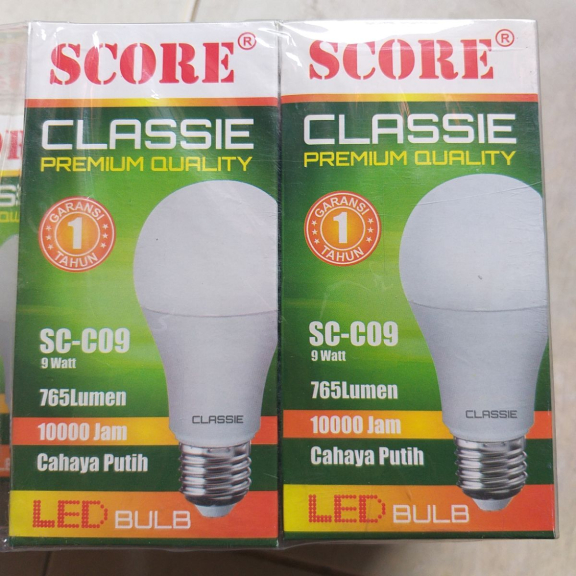 SCORE®
CLASSIE
PREMIUM QUALITY
GARANSI
1
TAHUN
SC-C09
9 Watt
765Lumen
10000 Jam
Cahaya Putih
CLASSIE
LED BULB
SCORE®
CLASSIE
PREMIUM QUALITY
GARANSI
1
TAHUN
SC-C09
9 Watt
765Lumen
10000 Jam
Cahaya Putih
CLASSIE
LED BULB